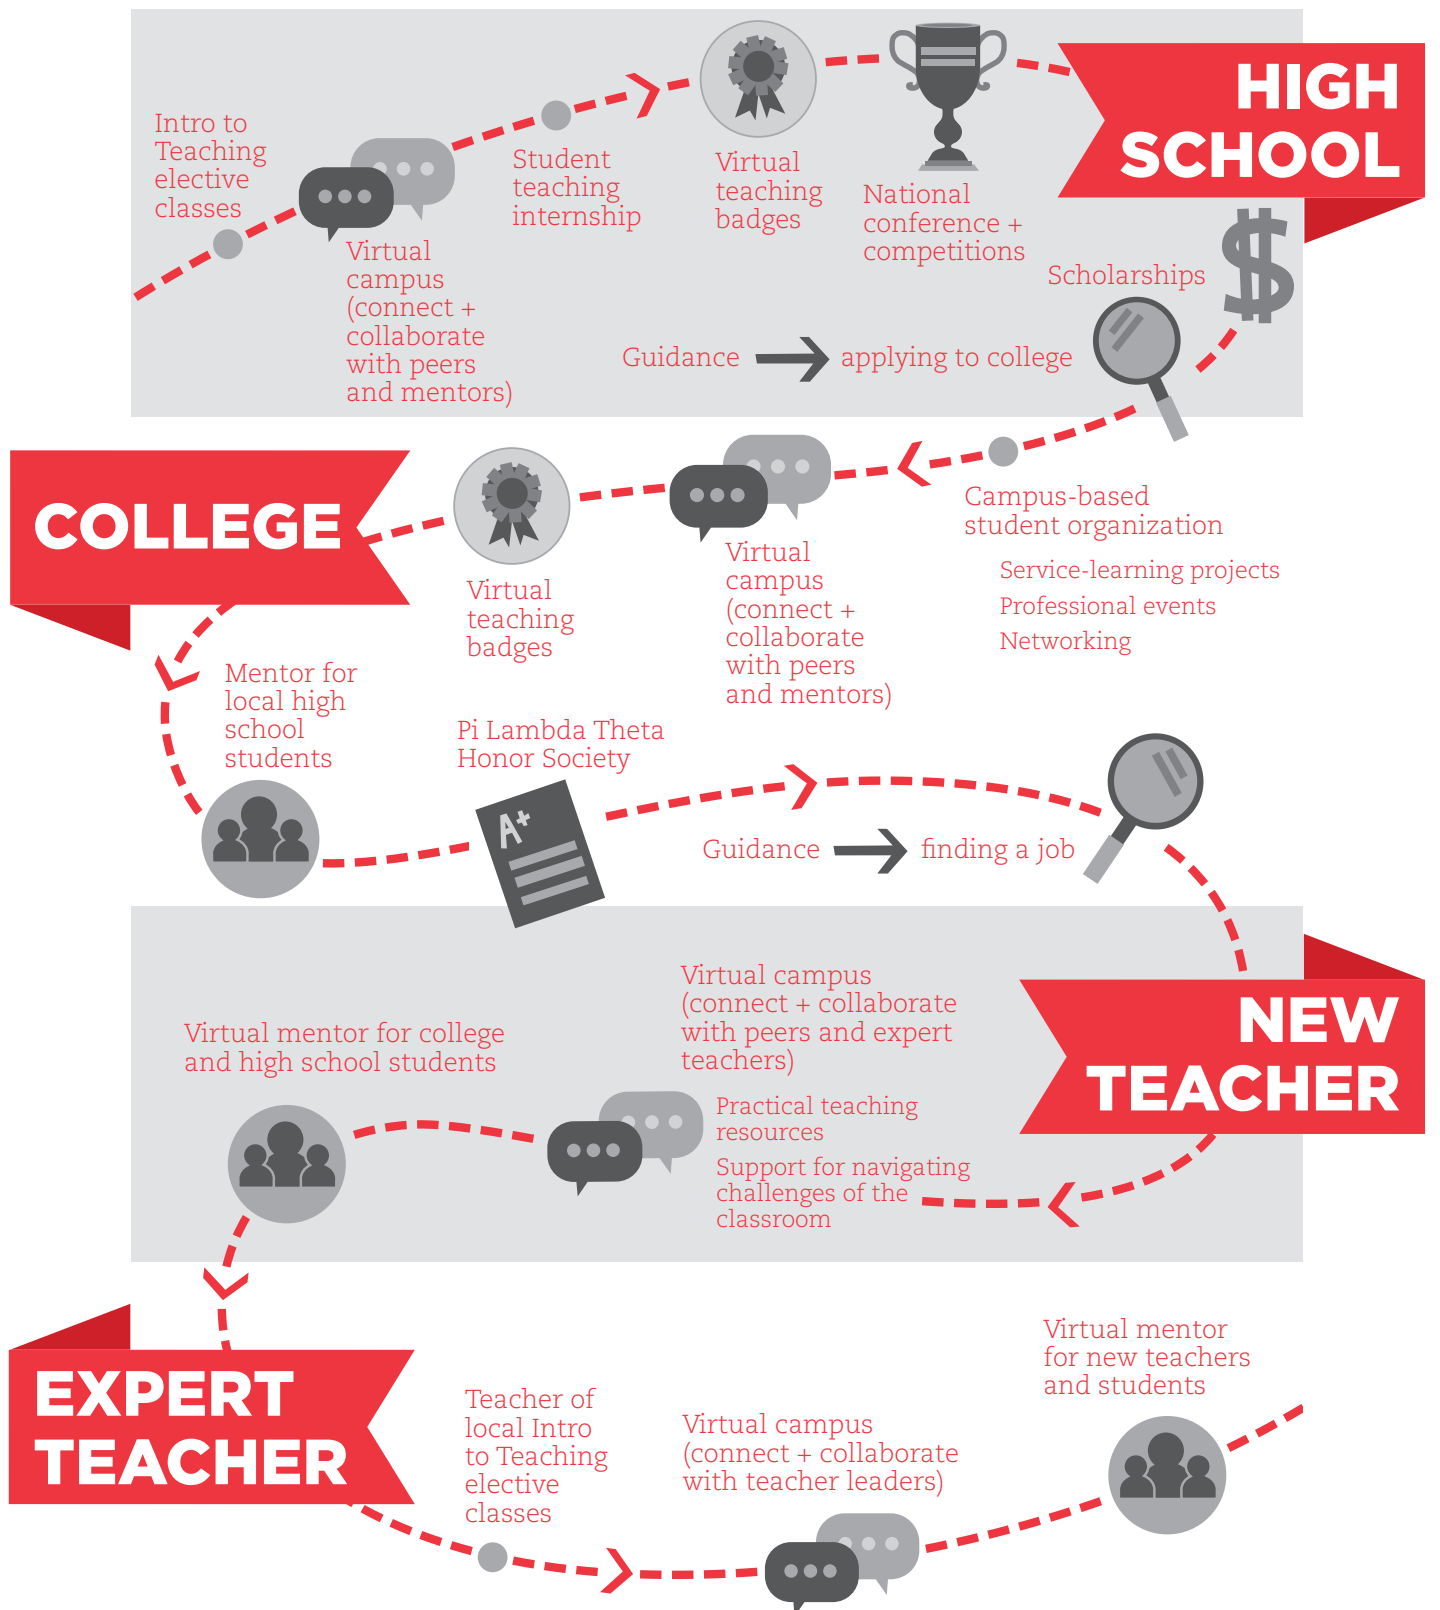 HIGH
SCHOOL
Intro to
Teaching
elective
classes
Virtual
campus
(connect +
collaborate
with peers
and mentors)
Student
teaching
internship
Virtual
teaching
badges
National
conference +
competitions
Scholarships
Guidance
applying to college
COLLEGE
Campus-based
student organization
Service-learning projects
Professional events
Networking
Virtual
campus
(connect +
collaborate
with peers
and mentors)
Virtual
teaching
badges
Mentor for
local high
school
students
Pi Lambda Theta
Honor Society
A+
Guidance
finding a job
NEW
TEACHER
Virtual campus
(connect + collaborate
with peers and expert
teachers)
Practical teaching
resources
Support for navigating
challenges of the
classroom
Virtual mentor for college
and high school students
EXPERT
TEACHER
Teacher of
local Intro
to Teaching
elective
classes
Virtual campus
(connect + collaborate
with teacher leaders)
Virtual mentor
for new teachers
and students